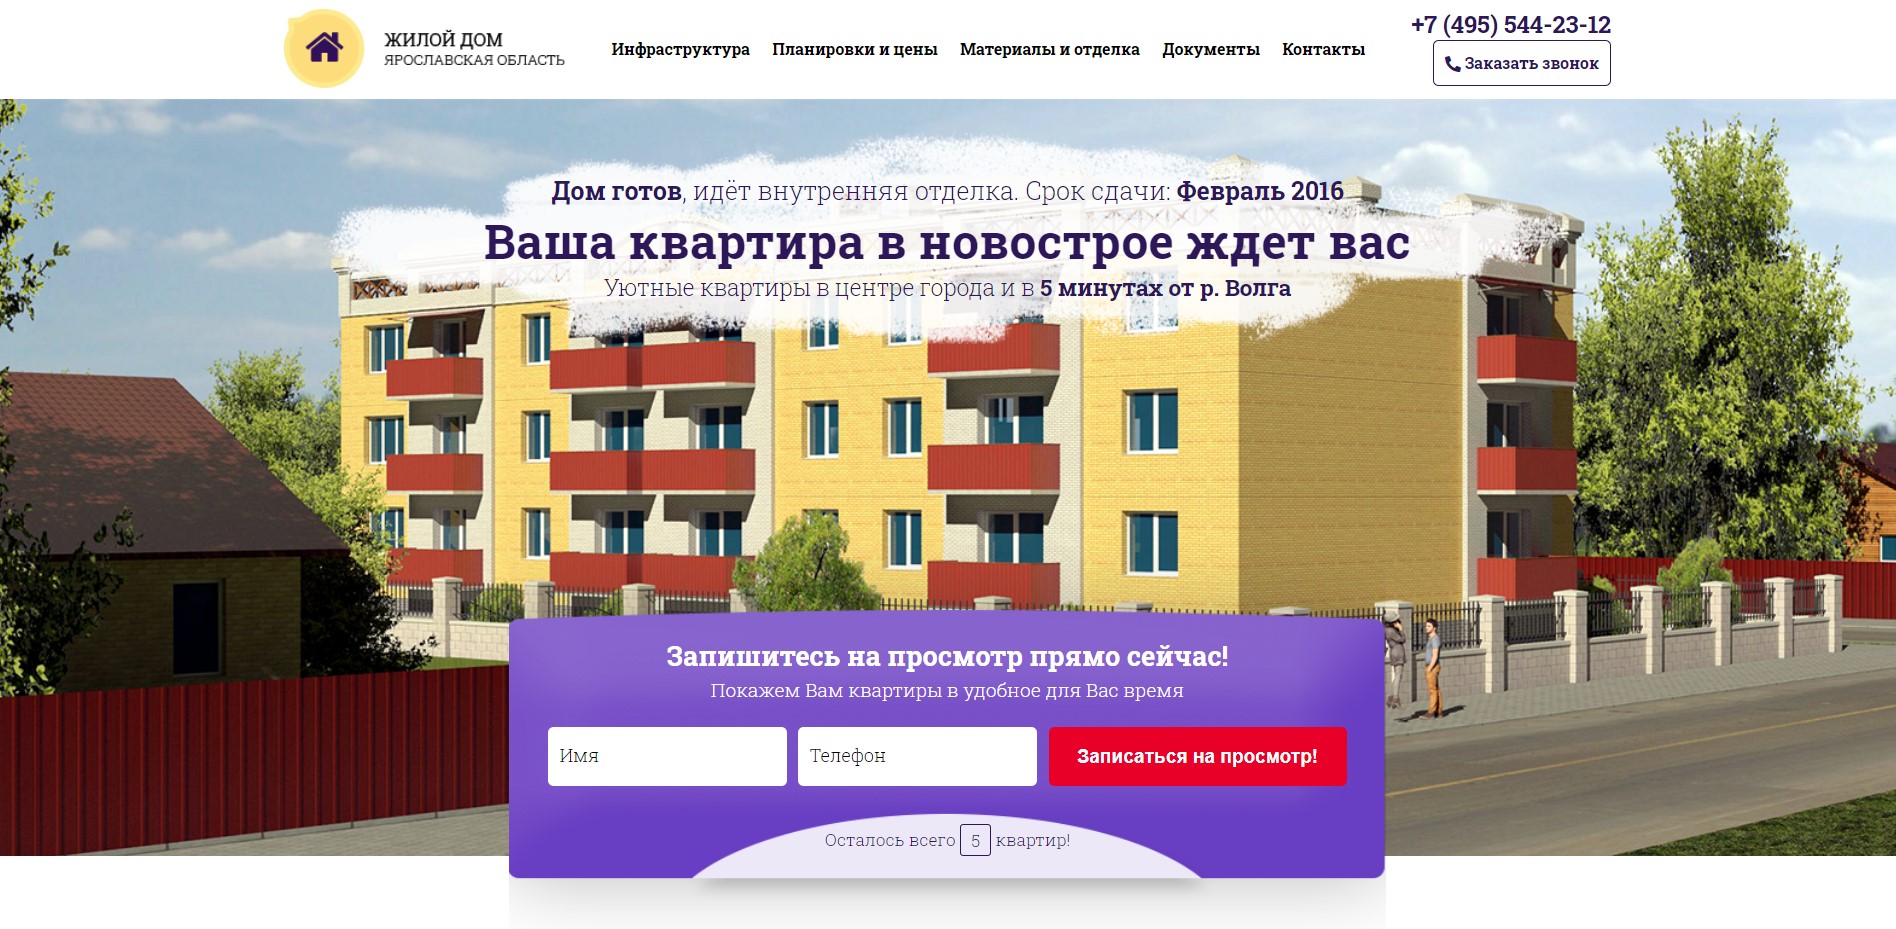 ЖИЛОЙ ДОМ
ЯРОСЛАВСКАЯ ОБЛАСТЬ
Инфраструктура
Планировки и цены
Материалы и отделка
Документы
Контакты
+7 (495) 544-23-12
Заказать звонок
Дом готов, идёт внутренняя отделка. Срок сдачи: Февраль 2016
Ваша квартира в новострое ждет вас
Уютные квартиры в центре города и в 5 минутах от р. Волга
Запишитесь на просмотр прямо сейчас!
Покажем Вам квартиры в удобное для Вас время
Имя
Телефон
Записаться на просмотр!
Осталось всего 5 квартир!